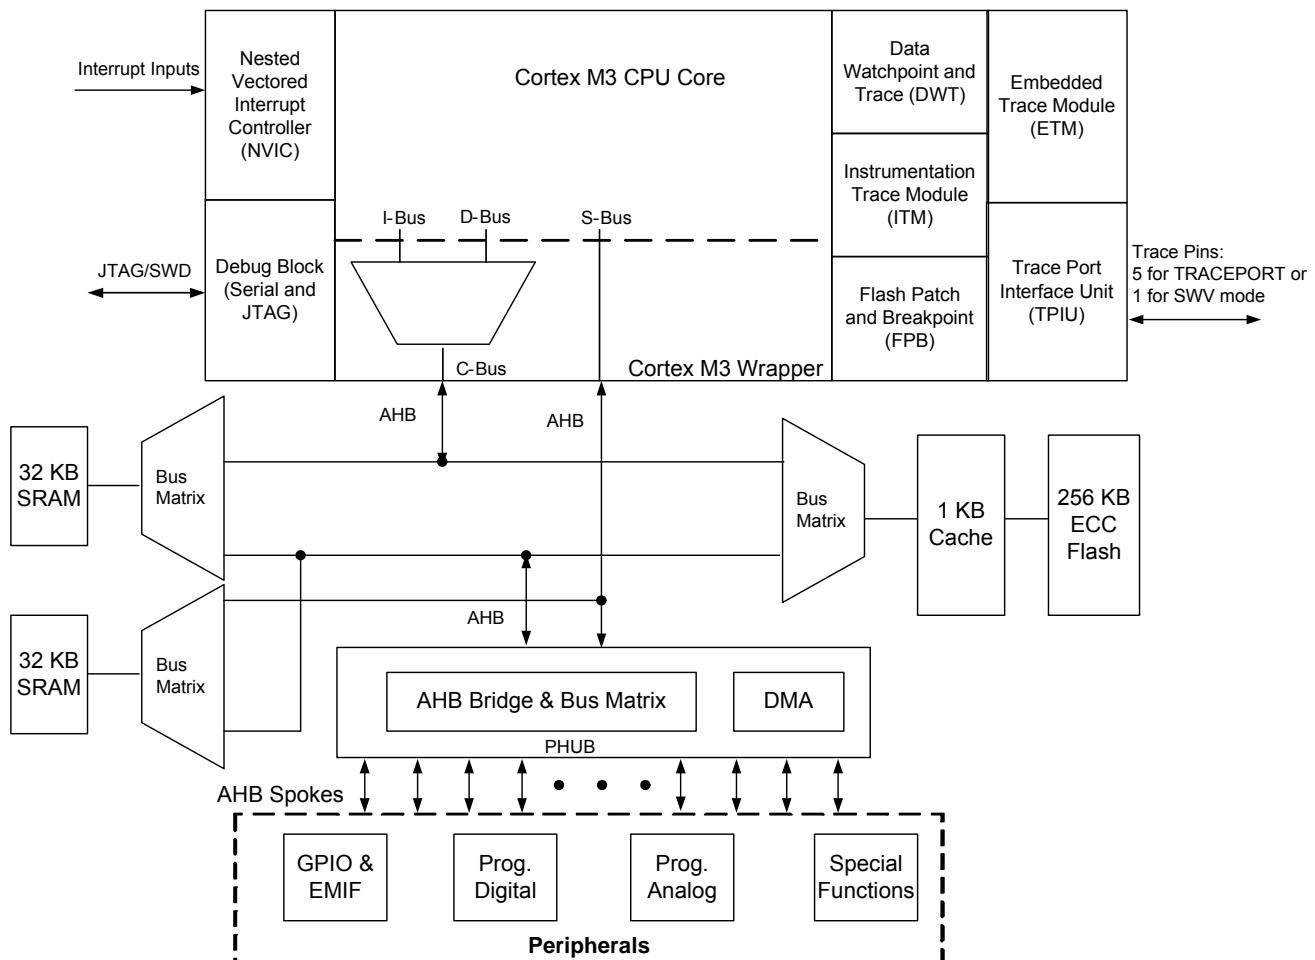 Interrupt Inputs
Nested
Vectored
Interrupt
Controller
(NVIC)
Cortex M3 CPU Core
Data
Watchpoint and
Trace (DWT)
Embedded
Trace Module
(ETM)
Instrumentation
Trace Module
(ITM)
I-Bus
D-Bus
S-Bus
JTAG/SWD
Debug Block
(Serial and
JTAG)
Flash Patch
and Breakpoint
(FPB)
Trace Port
Interface Unit
(TPIU)
Trace Pins:
5 for TRACEPORT or
1 for SWV mode
C-Bus
Cortex M3 Wrapper
AHB
AHB
32 KB
SRAM
Bus
Matrix
Bus
Matrix
1 KB
Cache
256 KB
ECC
Flash
AHB
32 KB
SRAM
Bus
Matrix
AHB Bridge & Bus Matrix
DMA
PHUB
AHB Spokes
GPIO &
EMIF
Prog.
Digital
Prog.
Analog
Special
Functions
Peripherals